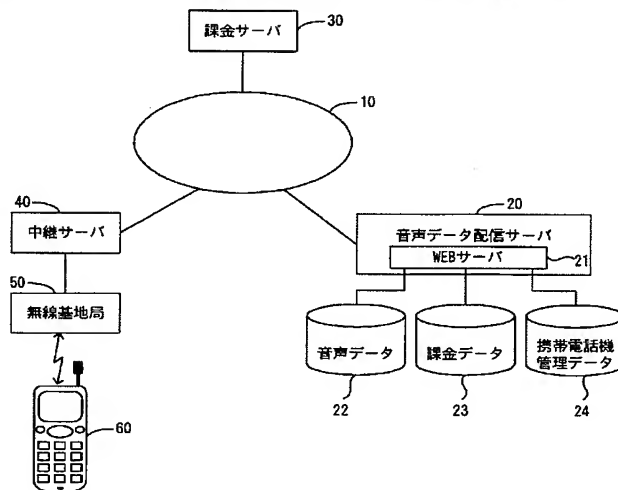 課金サーバ
30
10
40
中継サーバ
50
無線基地局
60
20
音声データ配信サーバ
WEBサーバ
21
音声データ
22
課金データ
23
携帯電話機
管理データ
24